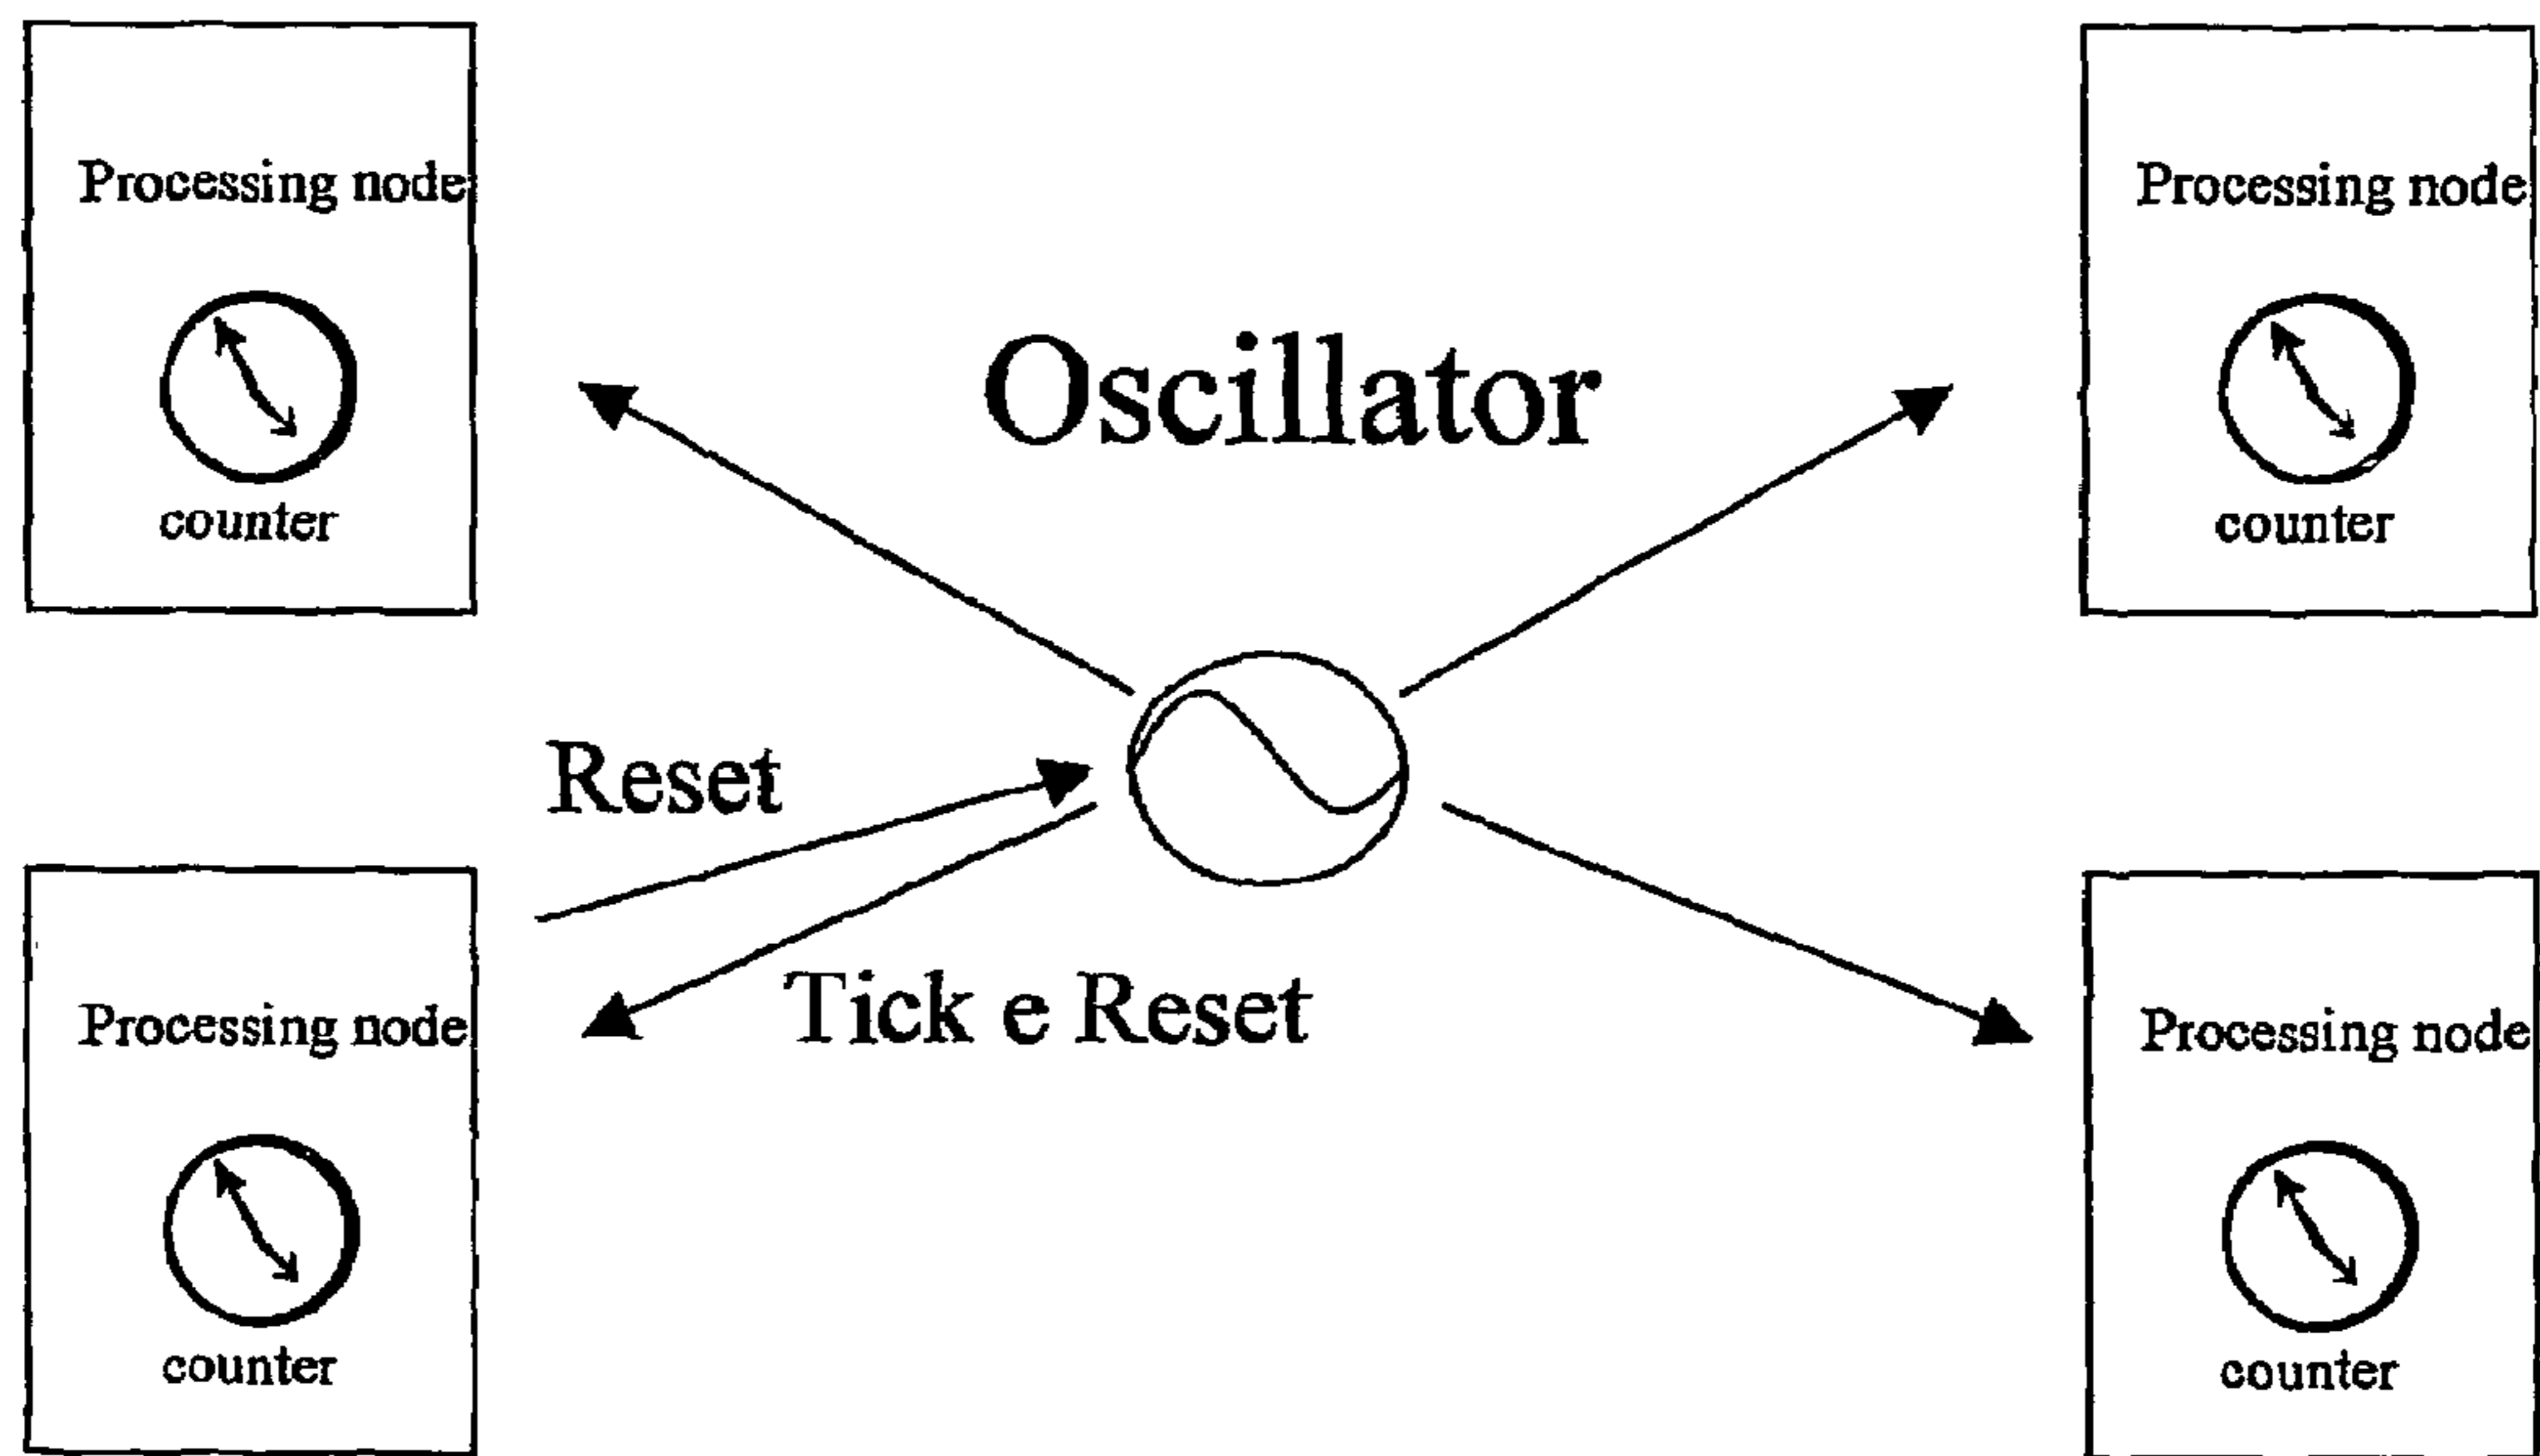 Processing node
Processing node
Oscillator
counter
counter
Reset
Tick e Reset
Processing node
Processing node
counter
counter